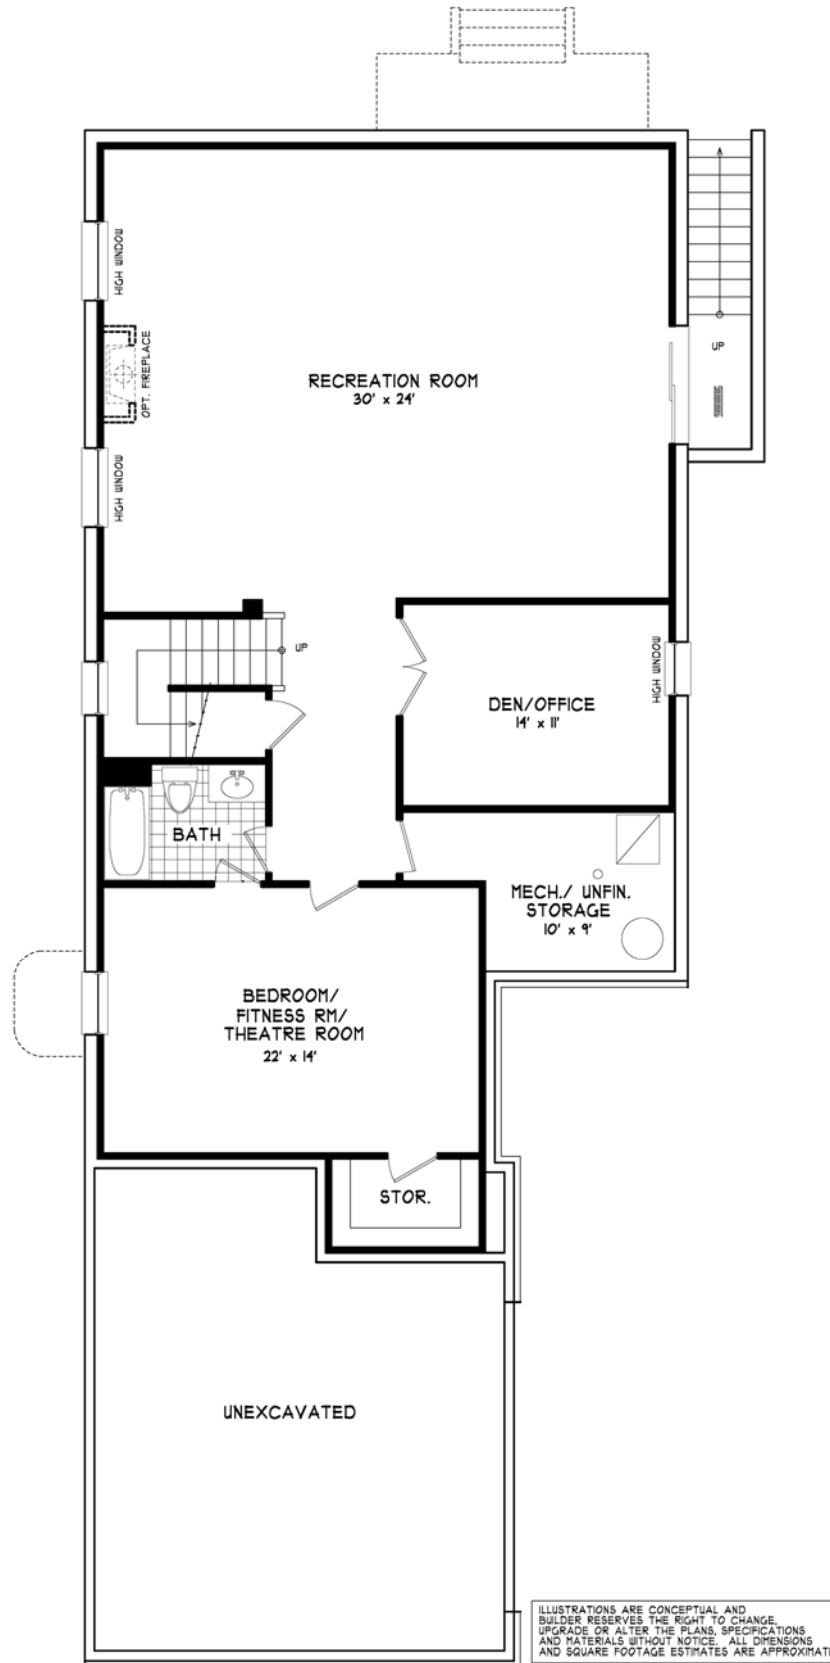 HIGH WINDOW
OPT. FIREPLACE
HIGH WINDOW
RECREATION ROOM
30' x 24'
UP
UP
DEN/OFFICE
14' x 11'
HIGH WINDOW
BATH
MECH./ UNFIN.
STORAGE
10' x 9'
BEDROOM/
FITNESS RM/
THEATRE ROOM
22' x 14'
STOR.
UNEXCAVATED
ILLUSTRATIONS ARE CONCEPTUAL AND
BUILDER RESERVES THE RIGHT TO CHANGE,
UPGRADE OR ALTER THE PLANS, SPECIFICATIONS
AND MATERIALS WITHOUT NOTICE. ALL DIMENSIONS
AND SQUARE FOOTAGE ESTIMATES ARE APPROXIMAT